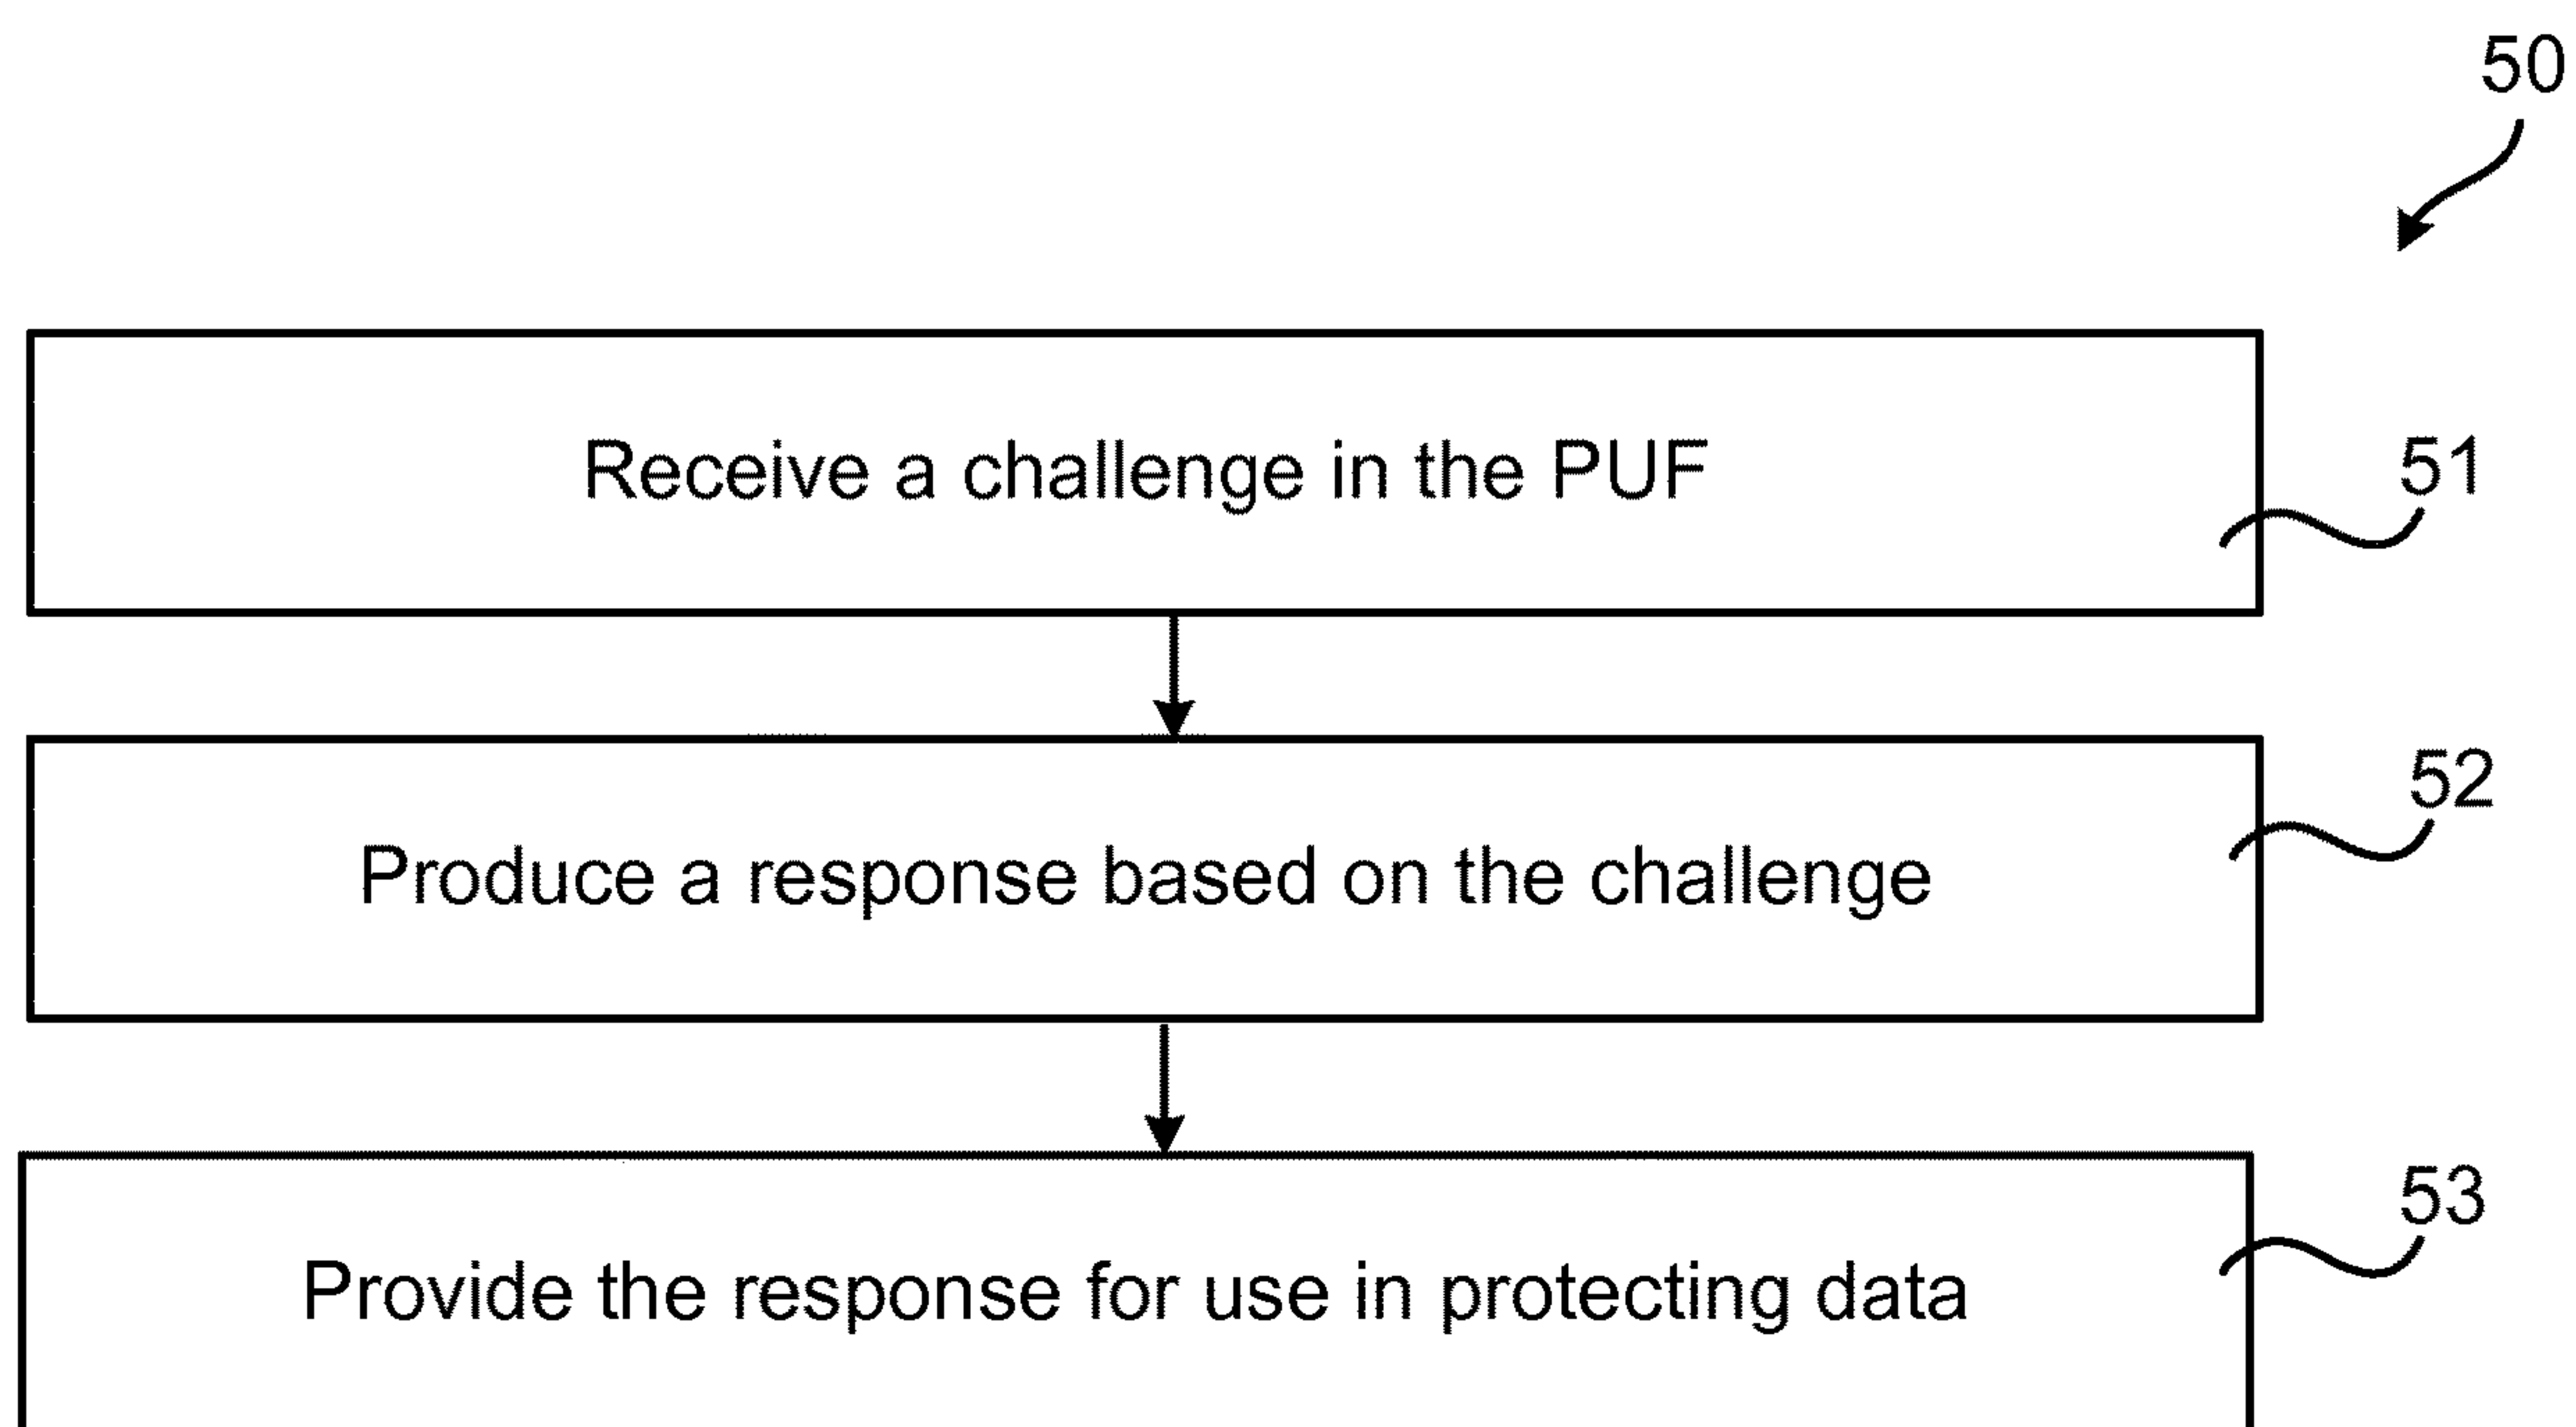 50
Receive a challenge in the PUF
51
Produce a response based on the challenge
52
Provide the response for use in protecting data
53